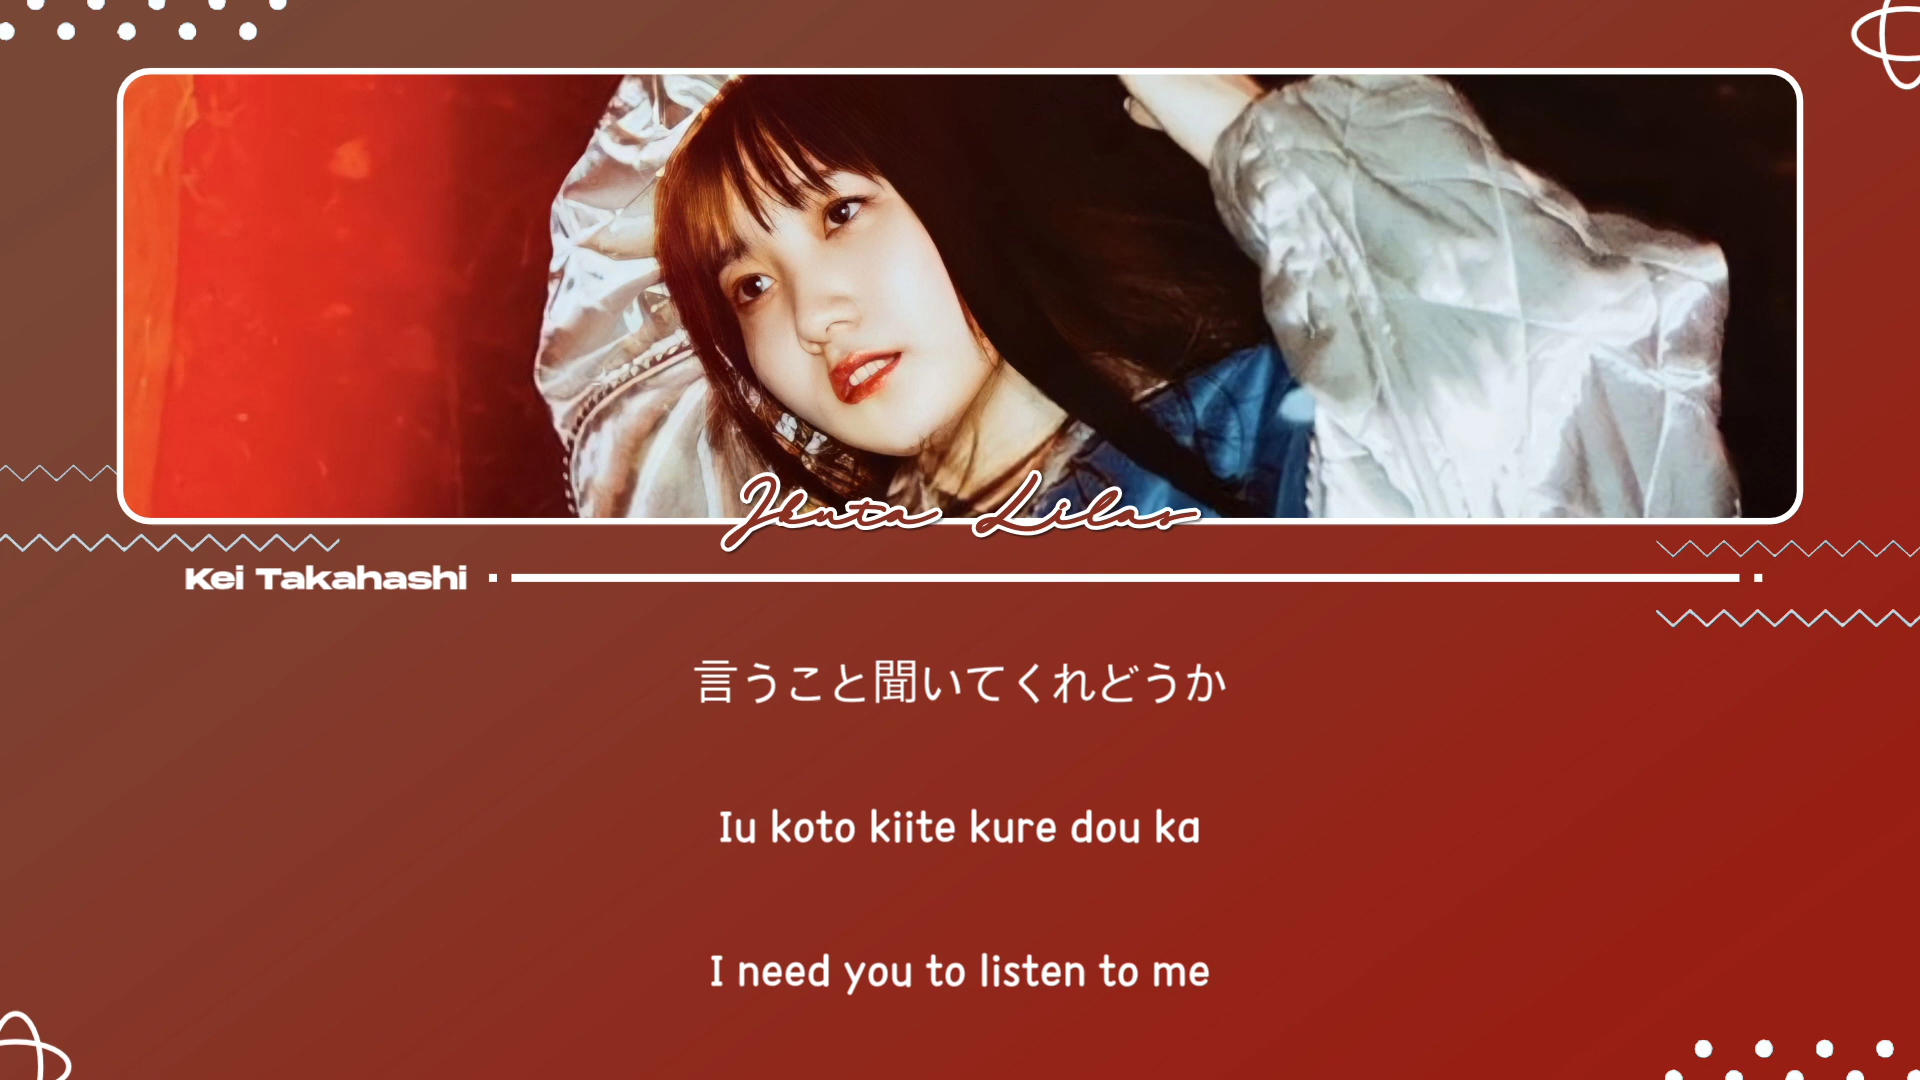 Jenta Lilas
Kei Takahashi
言うこと聞いてくれどうか
Iu koto kiite kure dou ka
I need you to listen to me